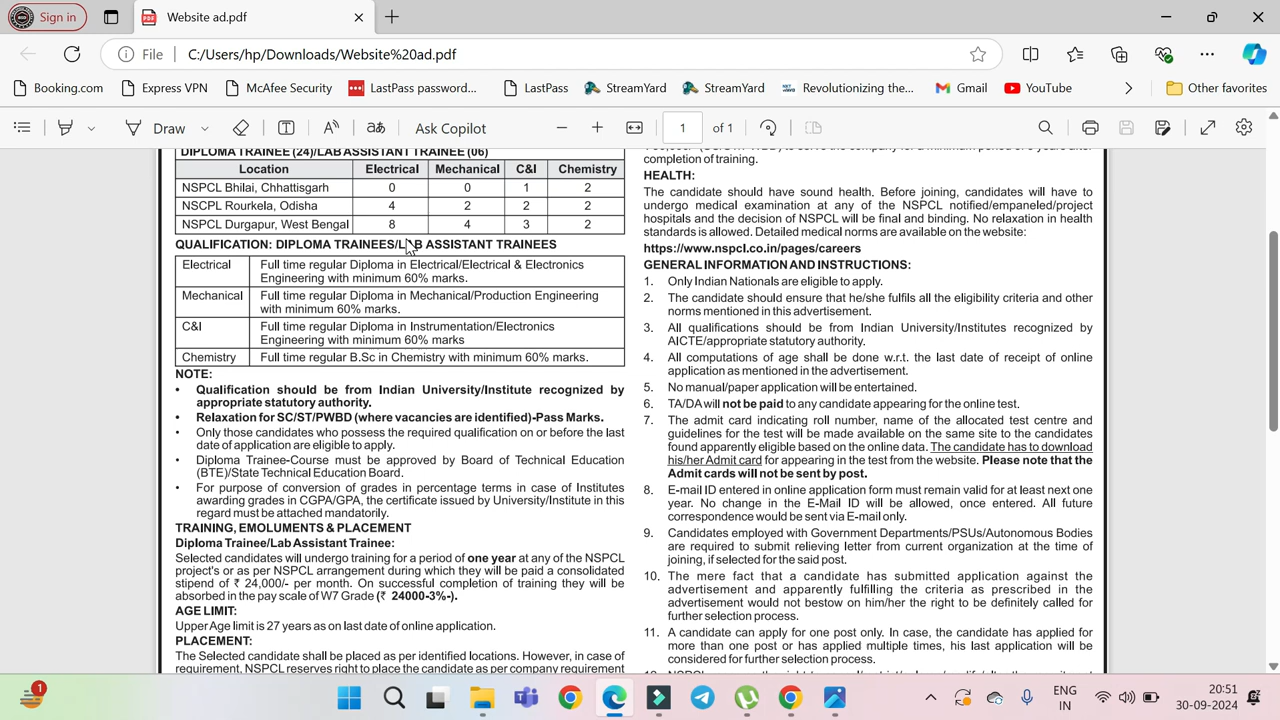 Sign in
Website ad.pdf
File
C:/Users/hp/Downloads/Website%20ad.pdf
Booking.com
Express VPN
McAfee Security
LastPass password...
LastPass
StreamYard
StreamYard
Revolutionizing the...
Gmail
YouTube
Other favorites
Draw
Ask Copilot
1
of 1
DIPLOMA TRAINEE (24)/LAB ASSISTANT TRAINEE (06)
Location Electrical Mechanical C&I Chemistry
NSPCL Bhilai, Chhattisgarh 0 0 1 2
NSCPL Rourkela, Odisha 4 2 2 2
NSPCL Durgapur, West Bengal 8 4 3 2
QUALIFICATION: DIPLOMA TRAINEES/LAB ASSISTANT TRAINEES
Electrical Full time regular Diploma in Electrical/Electrical & Electronics
Engineering with minimum 60% marks.
Mechanical Full time regular Diploma in Mechanical/Production Engineering
with minimum 60% marks.
C&I Full time regular Diploma in Instrumentation/Electronics
Engineering with minimum 60% marks
Chemistry Full time regular B.Sc in Chemistry with minimum 60% marks.
NOTE:
• Qualification should be from Indian University/Institute recognized by
appropriate statutory authority.
• Relaxation for SC/ST/PWBD (where vacancies are identified)-Pass Marks.
• Only those candidates who possess the required qualification on or before the last
date of application are eligible to apply.
• Diploma Trainee-Course must be approved by Board of Technical Education
(BTE)/State Technical Education Board.
• For purpose of conversion of grades in percentage terms in case of Institutes
awarding grades in CGPA/GPA, the certificate issued by University/Institute in this
regard must be attached mandatorily.
TRAINING, EMOLUMENTS & PLACEMENT
Diploma Trainee/Lab Assistant Trainee:
Selected candidates will undergo training for a period of one year at any of the NSPCL
project's or as per NSPCL arrangement during which they will be paid a consolidated
stipend of ₹ 24,000/- per month. On successful completion of training they will be
absorbed in the pay scale of W7 Grade (₹ 24000-3%-).
AGE LIMIT:
Upper Age limit is 27 years as on last date of online application.
PLACEMENT:
The Selected candidate shall be placed as per identified locations. However, in case of
requirement, NSPCL reserves right to place the candidate as per company requirement
completion of training.
HEALTH:
The candidate should have sound health. Before joining, candidates will have to
undergo medical examination at any of the NSPCL notified/empaneled/project
hospitals and the decision of NSPCL will be final and binding. No relaxation in health
standards is allowed. Detailed medical norms are available on the website:
https://www.nspcl.co.in/pages/careers
GENERAL INFORMATION AND INSTRUCTIONS:
1. Only Indian Nationals are eligible to apply.
2. The candidate should ensure that he/she fulfils all the eligibility criteria and other
norms mentioned in this advertisement.
3. All qualifications should be from Indian University/Institutes recognized by
AICTE/appropriate statutory authority.
4. All computations of age shall be done w.r.t. the last date of receipt of online
application as mentioned in the advertisement.
5. No manual/paper application will be entertained.
6. TA/DA will not be paid to any candidate appearing for the online test.
7. The admit card indicating roll number, name of the allocated test centre and
guidelines for the test will be made available on the same site to the candidates
found apparently eligible based on the online data. The candidate has to download
his/her Admit card for appearing in the test from the website. Please note that the
Admit cards will not be sent by post.
8. E-mail ID entered in online application form must remain valid for at least next one
year. No change in the E-Mail ID will be allowed, once entered. All future
correspondence would be sent via E-mail only.
9. Candidates employed with Government Departments/PSUs/Autonomous Bodies
are required to submit relieving letter from current organization at the time of
joining, if selected for the said post.
10. The mere fact that a candidate has submitted application against the
advertisement and apparently fulfilling the criteria as prescribed in the
advertisement would not bestow on him/her the right to be definitely called for
further selection process.
11. A candidate can apply for one post only. In case, the candidate has applied for
more than one post or has applied multiple times, his last application will be
considered for further selection process.
1
ENG
IN
20:51
30-09-2024